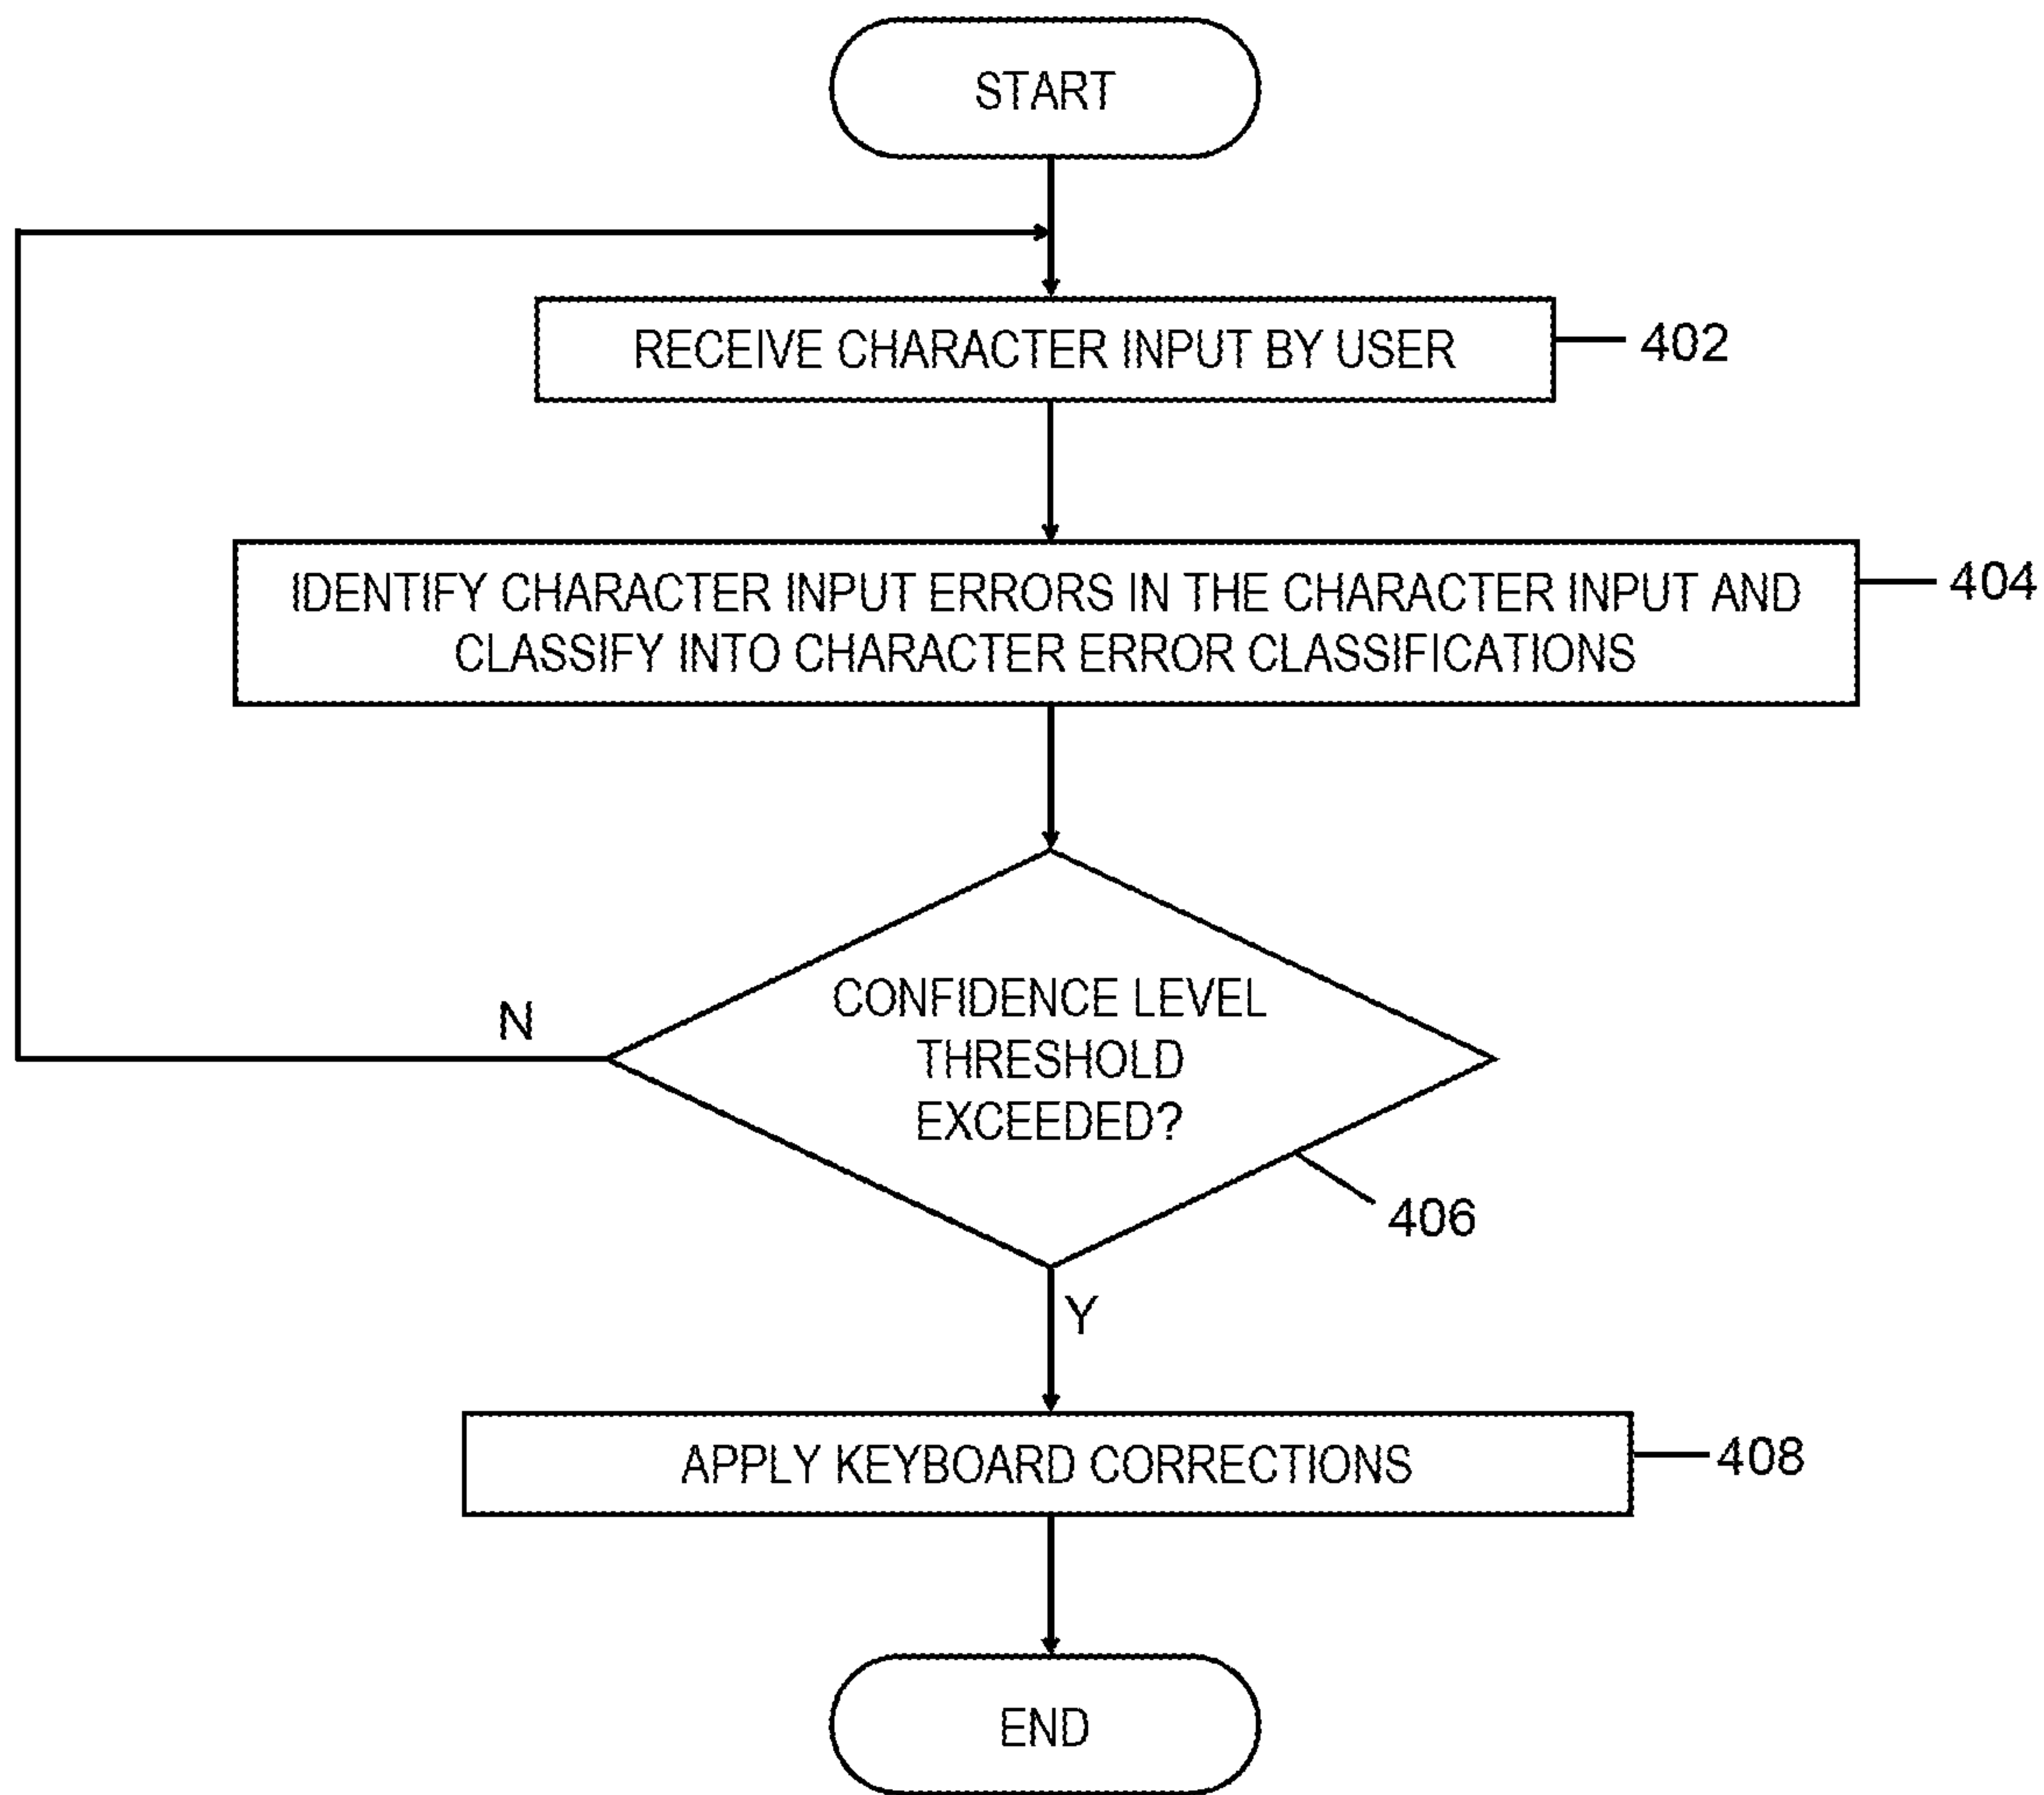 START
RECEIVE CHARACTER INPUT BY USER
402
IDENTIFY CHARACTER INPUT ERRORS IN THE CHARACTER INPUT AND
CLASSIFY INTO CHARACTER ERROR CLASSIFICATIONS
404
CONFIDENCE LEVEL
THRESHOLD
EXCEEDED?
N
406
Y
APPLY KEYBOARD CORRECTIONS
408
END